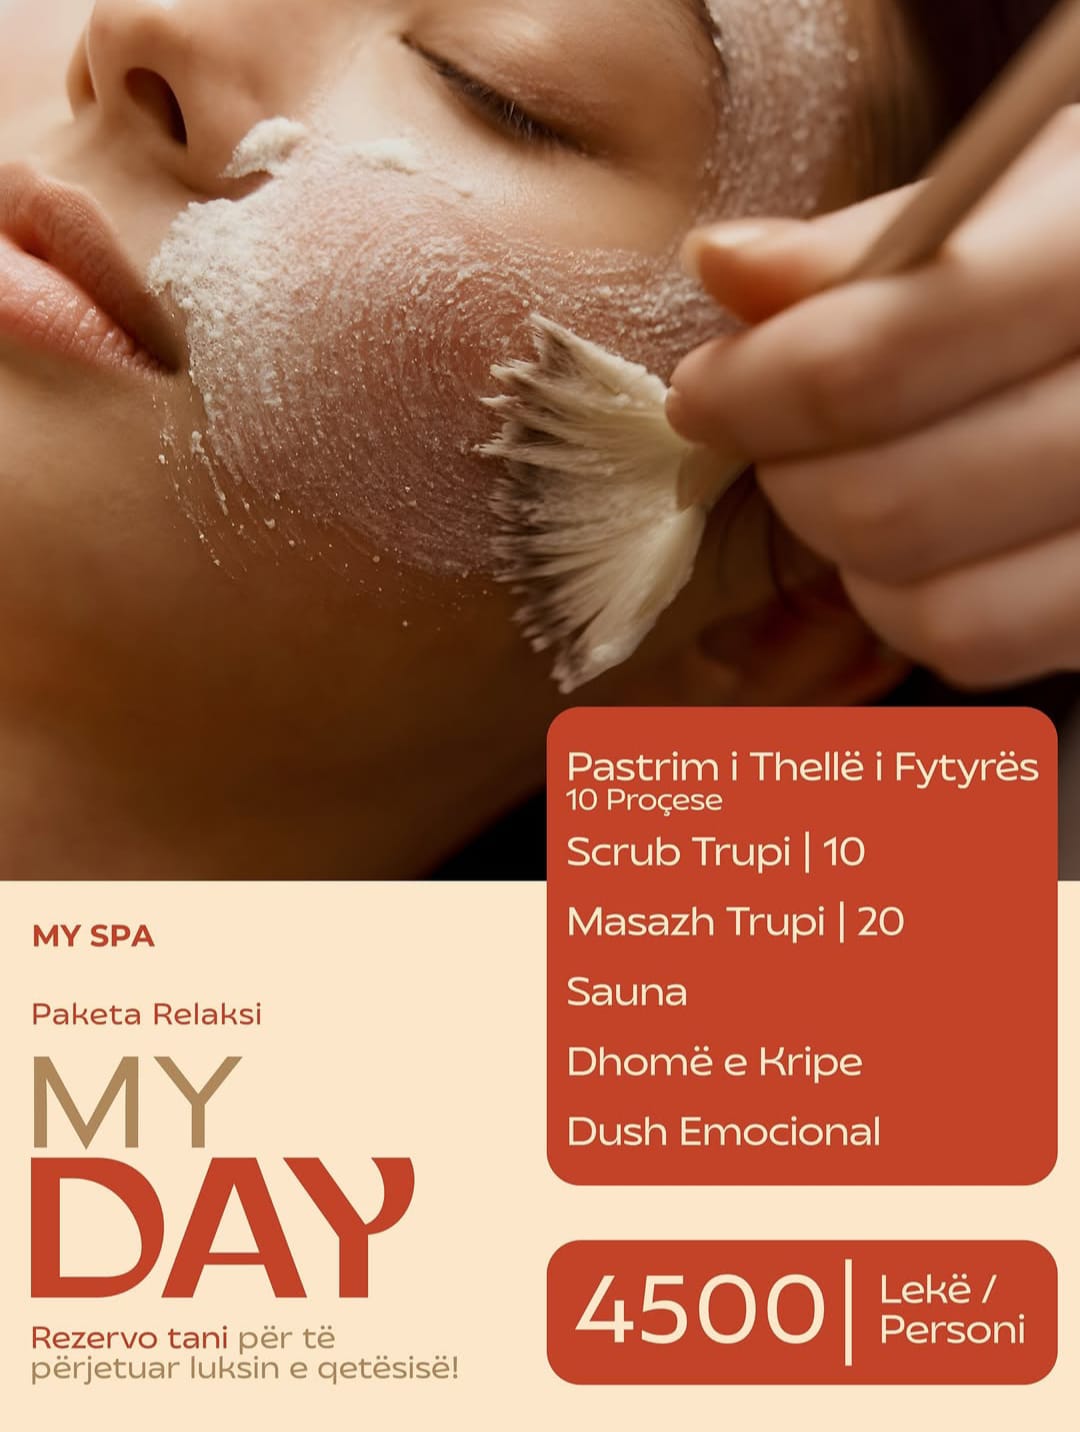 MY SPA
Paketa Relaksi
MY
DAY
Rezervo tani për të
përjetuar luksin e qetësisë!
Pastrim i Thellë i Fytyrës
10 Proçese
Scrub Trupi | 10
Masazh Trupi | 20
Sauna
Dhomë e Kripe
Dush Emocional
4500 | Lekë /
Personi